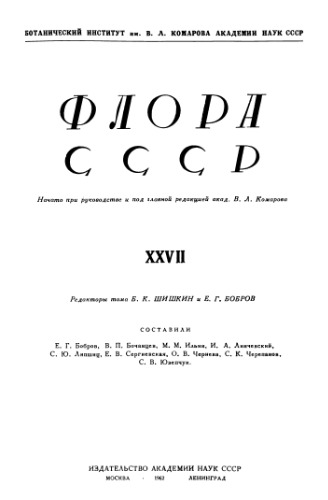 БОТАНИЧЕСКИЙ ИНСТИТУТ им. В. Л. КОМАРОВА АКАДЕМИИ НАУК СССР
ФЛОРА
СССР
Начато при руководстве и под главной редакцией акад. В. Л. Комарова
XXVII
Редакторы тома Б. К. ШИШКИН и Е. Г. БОБРОВ
СОСТАВИЛИ
Е. Г. Бобров, В. П. Бочанцев, М. М. Ильин, И. А. Линчевский,
С. Ю. Липшиц, Е. В. Сергиевская, О. В. Чернева, С. К. Черепанов,
С. В. Юзепчук
ИЗДАТЕЛЬСТВО АКАДЕМИИ НАУК СССР
МОСКВА · 1962 ЛЕНИНГРАД